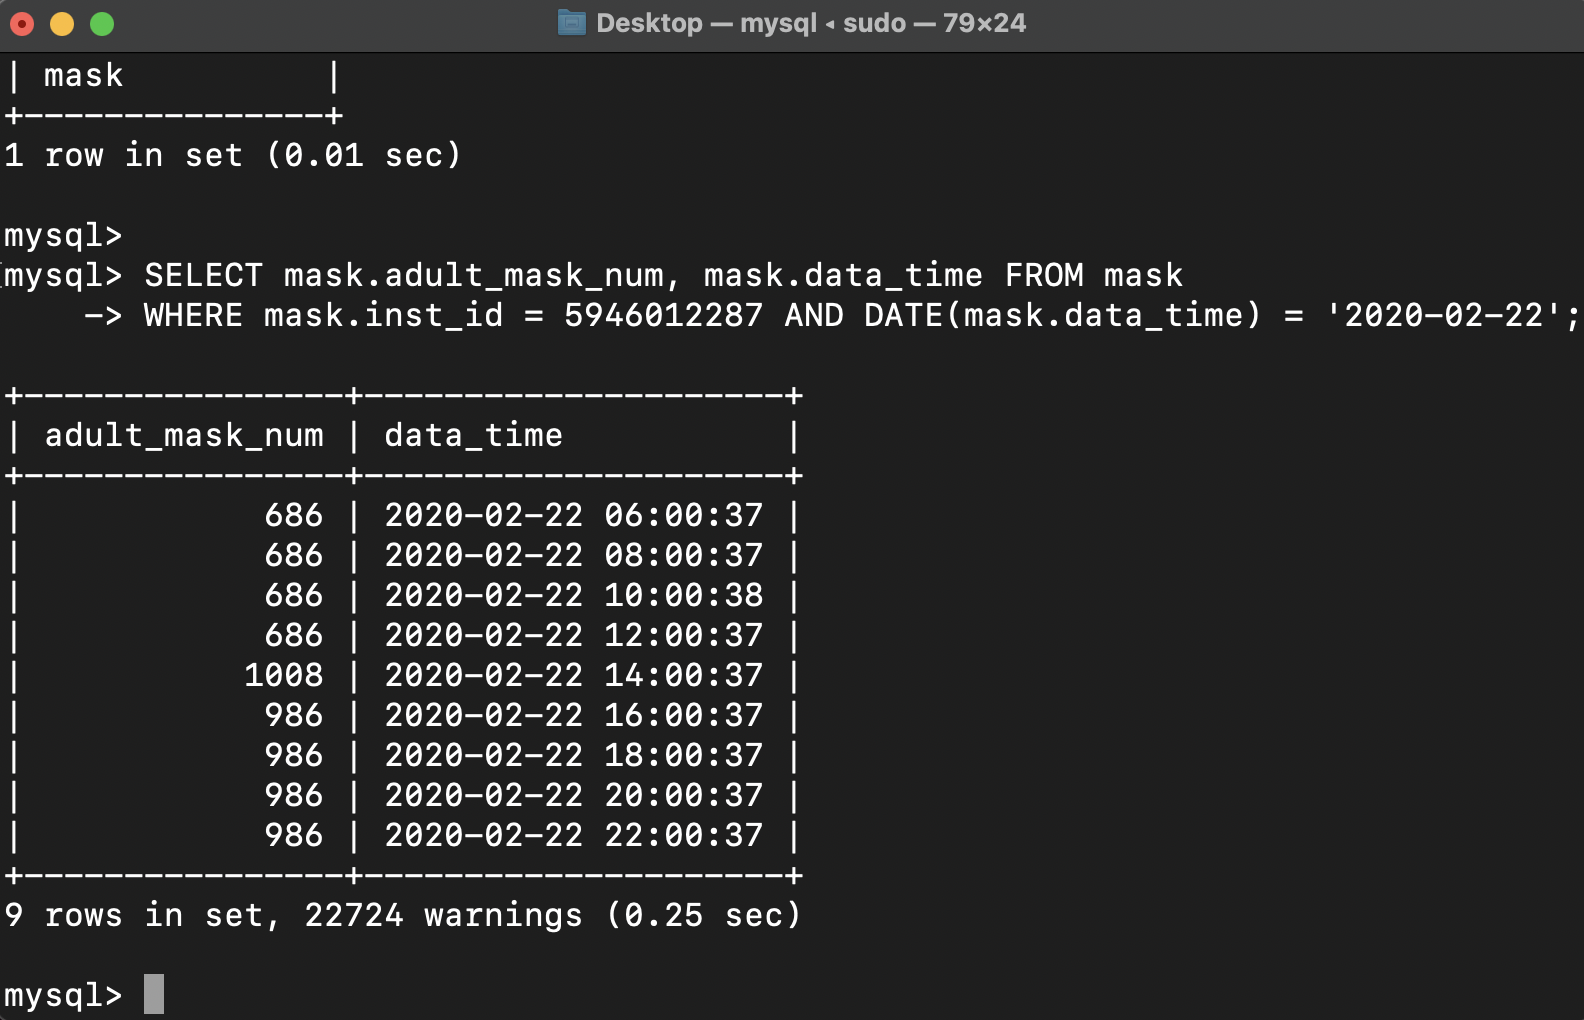 Desktop — mysql ◂ sudo — 79×24
| mask          |
+---------------+
1 row in set (0.01 sec)
mysql>
mysql> SELECT mask.adult_mask_num, mask.data_time FROM mask
    -> WHERE mask.inst_id = 5946012287 AND DATE(mask.data_time) = '2020-02-22';
+----------------+---------------------+
| adult_mask_num | data_time           |
+----------------+---------------------+
|            686 | 2020-02-22 06:00:37 |
|            686 | 2020-02-22 08:00:37 |
|            686 | 2020-02-22 10:00:38 |
|            686 | 2020-02-22 12:00:37 |
|           1008 | 2020-02-22 14:00:37 |
|            986 | 2020-02-22 16:00:37 |
|            986 | 2020-02-22 18:00:37 |
|            986 | 2020-02-22 20:00:37 |
|            986 | 2020-02-22 22:00:37 |
+----------------+---------------------+
9 rows in set, 22724 warnings (0.25 sec)
mysql>